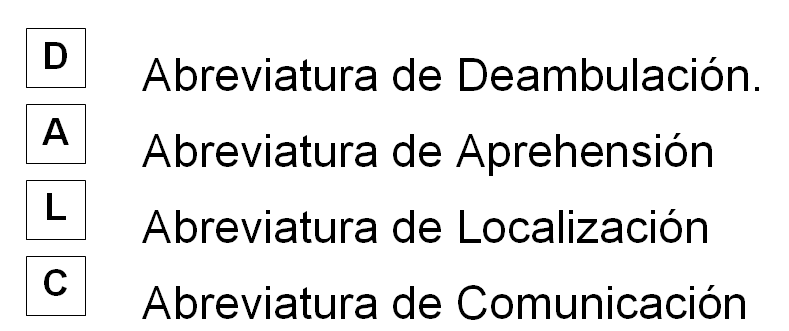 D Abreviatura de Deambulación.
A Abreviatura de Aprehensión
L Abreviatura de Localización
C Abreviatura de Comunicación